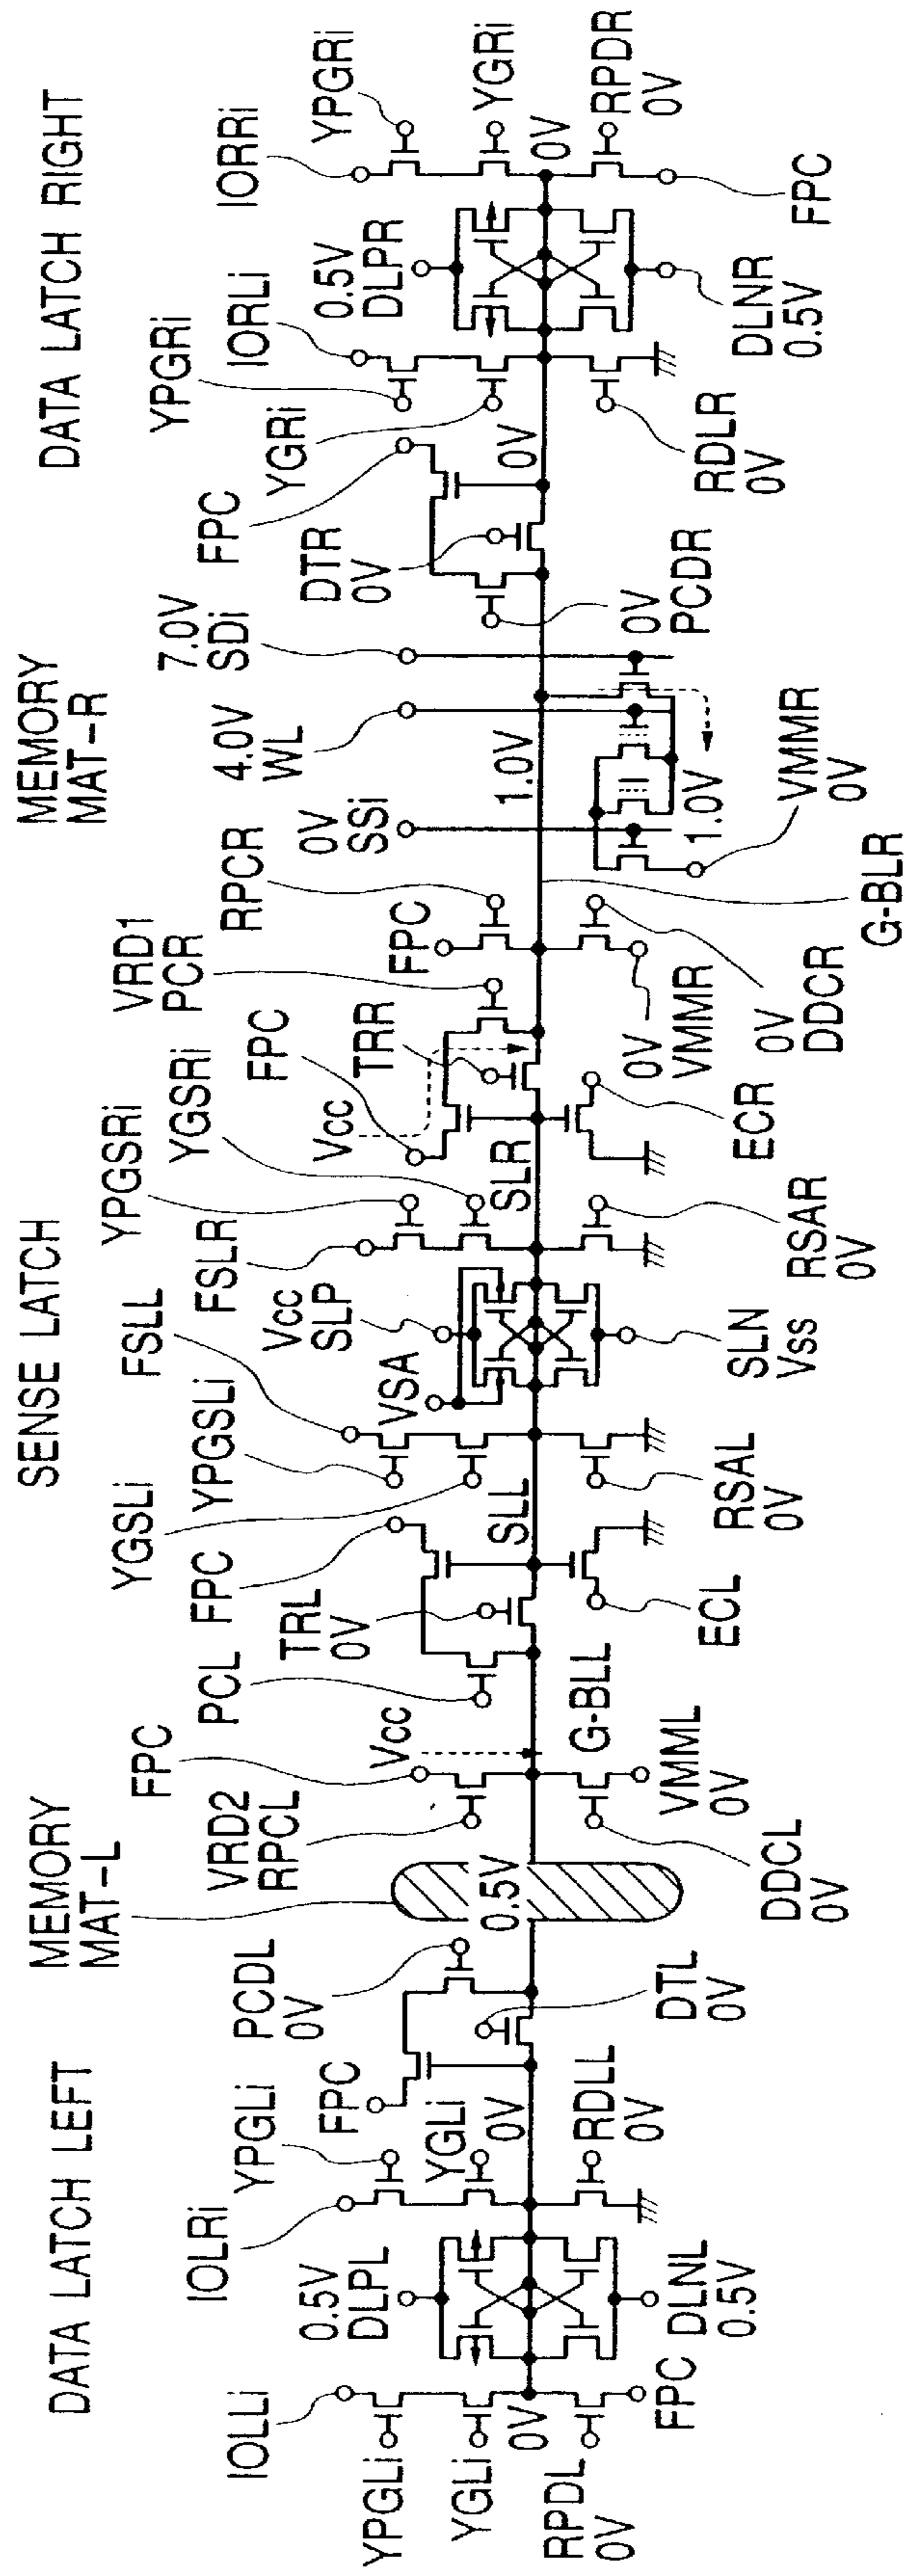 DATA LATCH LEFT
MEMORY
MAT-L
SENSE LATCH
MEMORY
MAT-R
DATA LATCH RIGHT
IOLLi
YPGLi
YGLi
0V
RPDL
0V
FPC
0.5V
DLPL
DLNL
0.5V
IOLRi
YPGLi
YGLi
0V
RDLL
0V
FPC
PCDL
0V
DTL
0V
0.5V
VRD2
RPCL
FPC
Vcc
DDCL
0V
VMML
0V
G-BLL
PCL
TRL
0V
FPC
ECL
SLL
YGSLi
YPGSLi
FSLL
RSAL
0V
VSA
Vcc
SLP
SLN
Vss
FSLR
YPGSRi
YGSRi
RSAR
0V
SLR
FPC
Vcc
TRR
ECR
VRD1
PCR
FPC
RPCR
0V
VMMR
0V
DDCR
G-BLR
0V
SSi
4.0V
WL
7.0V
SDi
1.0V
1.0V
VMMR
0V
0V
PCDR
DTR
0V
FPC
0V
YPGRi
YGRi
IORLi
RDLR
0V
0.5V
DLPR
DLNR
0.5V
IORRi
YPGRi
YGRi
0V
RPDR
0V
FPC